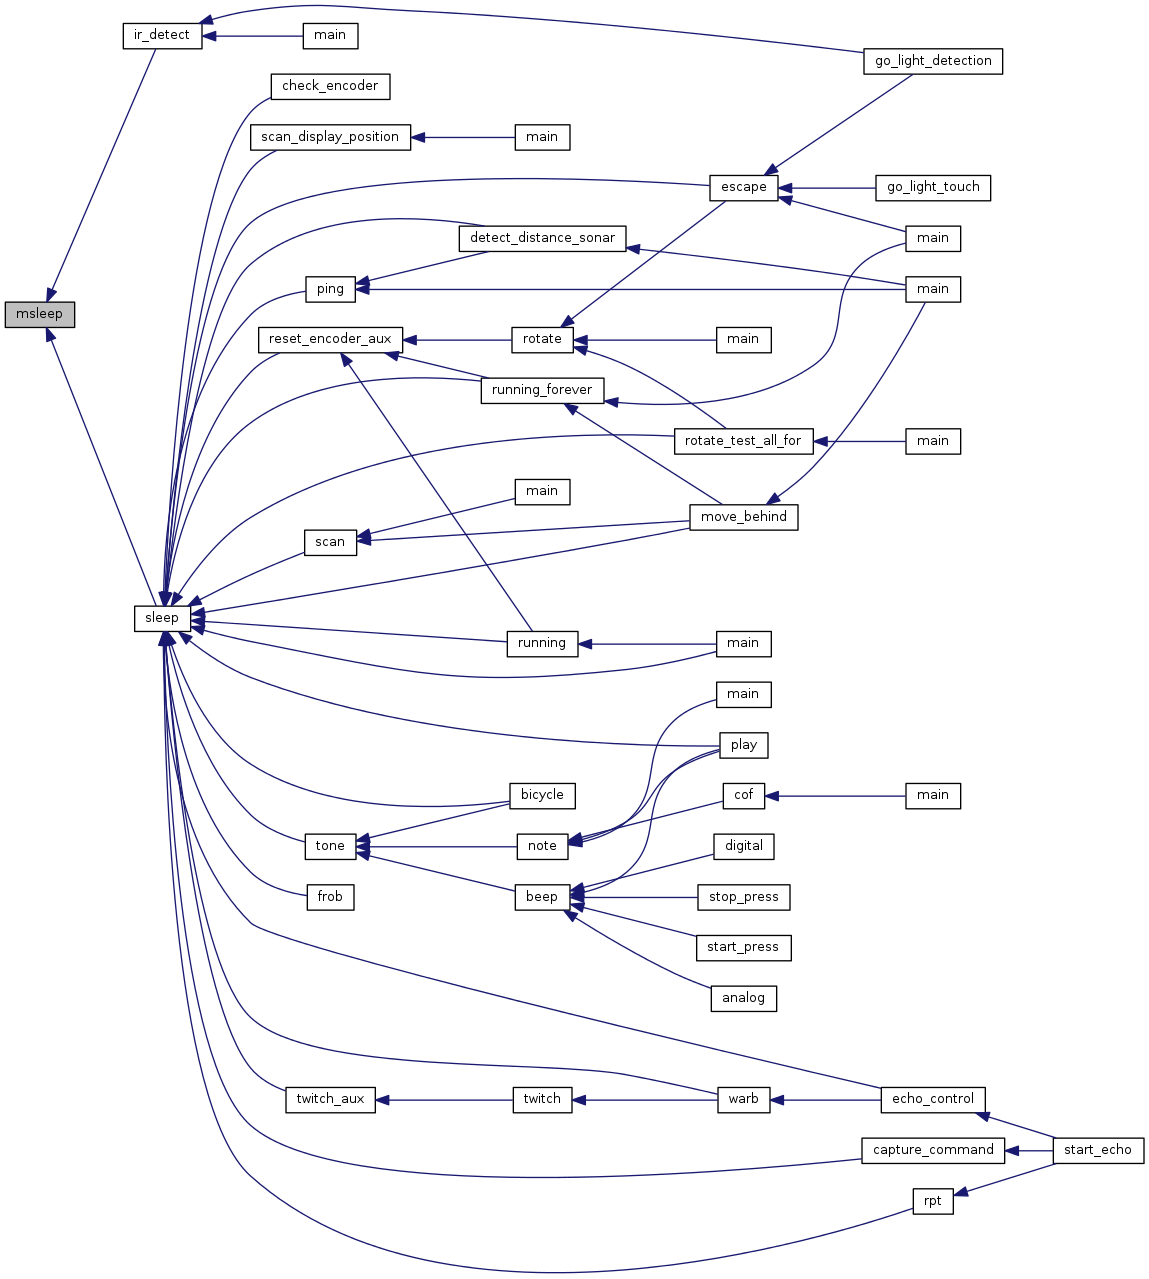 ir_detect
main
go_light_detection
check_encoder
scan_display_position
main
escape
go_light_touch
detect_distance_sonar
main
ping
main
msleep
reset_encoder_aux
rotate
main
running_forever
rotate_test_all_for
main
main
move_behind
scan
sleep
running
main
main
play
bicycle
cof
main
tone
note
digital
frob
beep
stop_press
start_press
analog
twitch_aux
twitch
warb
echo_control
capture_command
start_echo
rpt